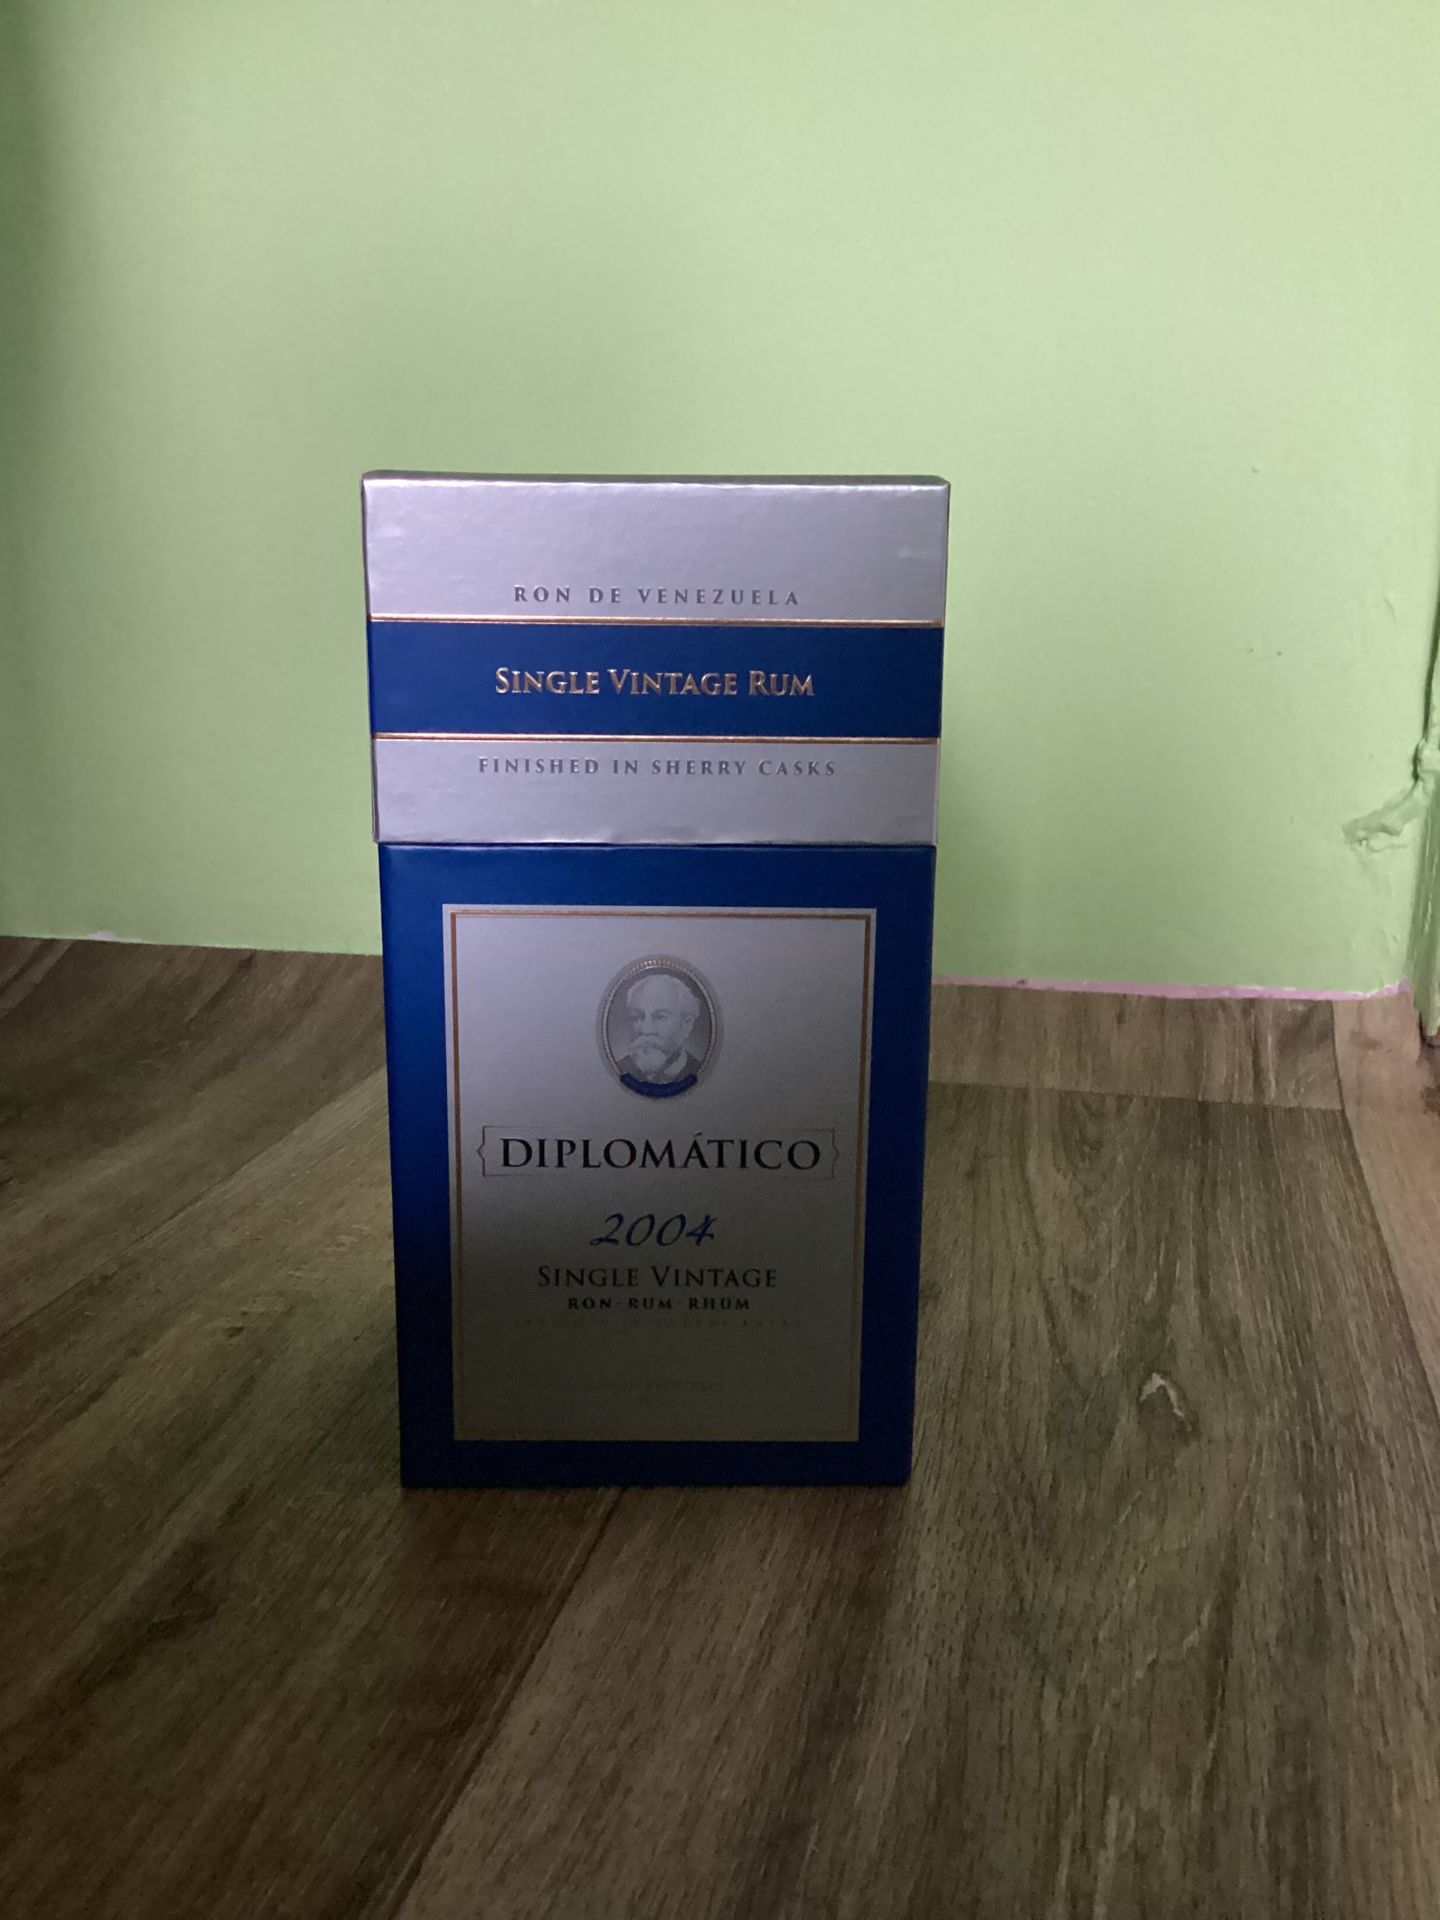 RON DE VENEZUELA
SINGLE VINTAGE RUM
FINISHED IN SHERRY CASKS
DIPLOMÁTICO
2004
SINGLE VINTAGE
RON - RUM - RHUM